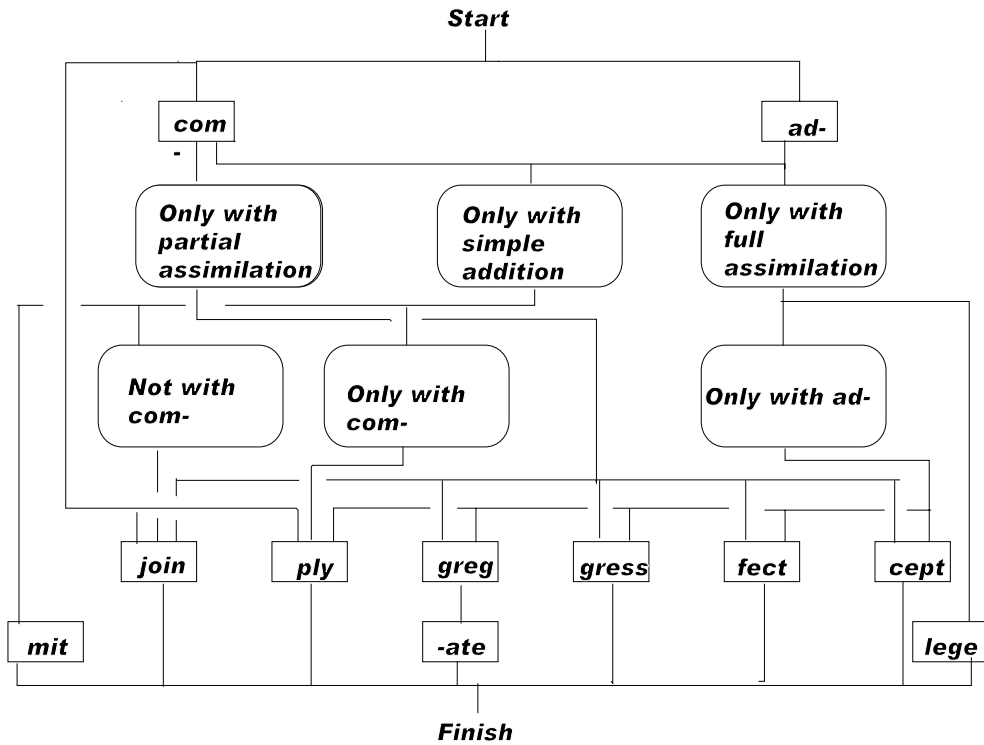 Start
com
-
ad-
Only with
partial
assimilation
Only with
simple
addition
Only with
full
assimilation
Not with
com-
Only with
com-
Only with ad-
join
ply
greg
gress
fect
cept
mit
-ate
lege
Finish